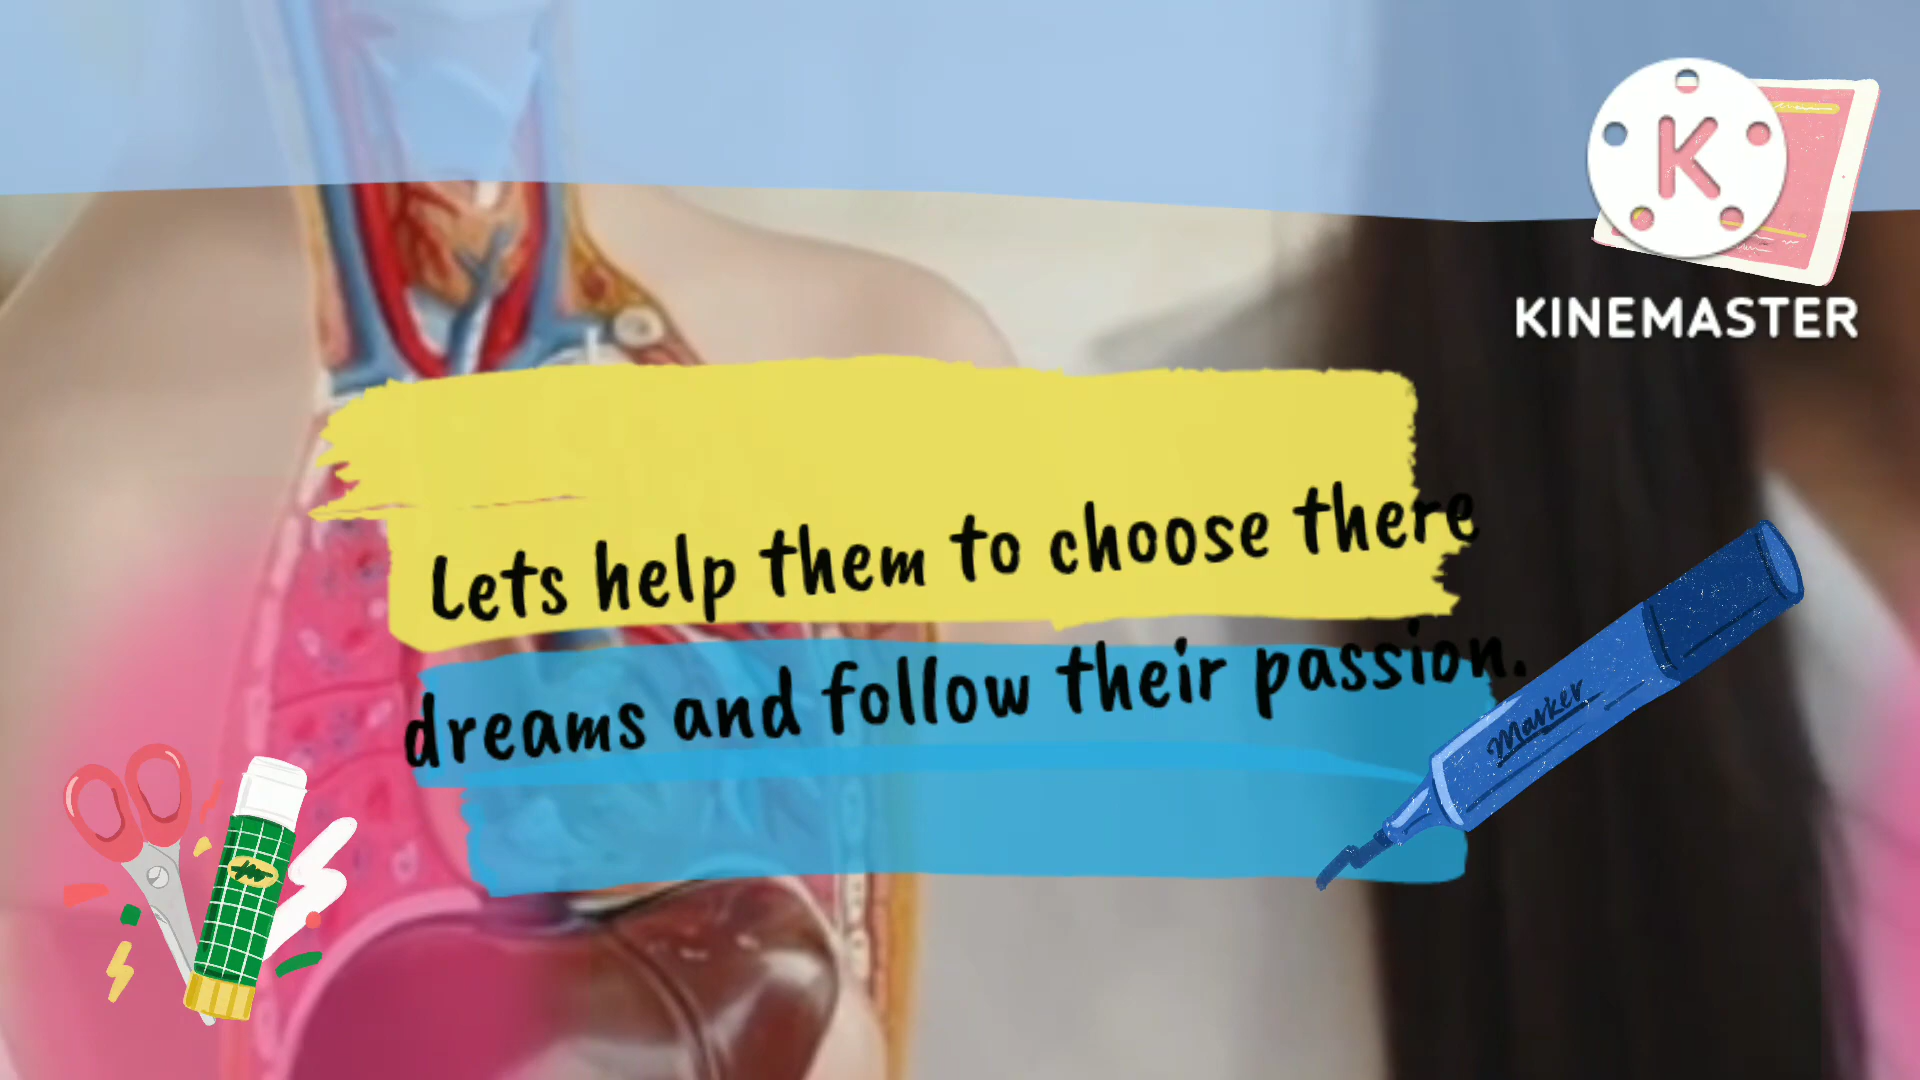 K
KINEMASTER
Lets help them to choose there
dreams and follow their passion.
Marker